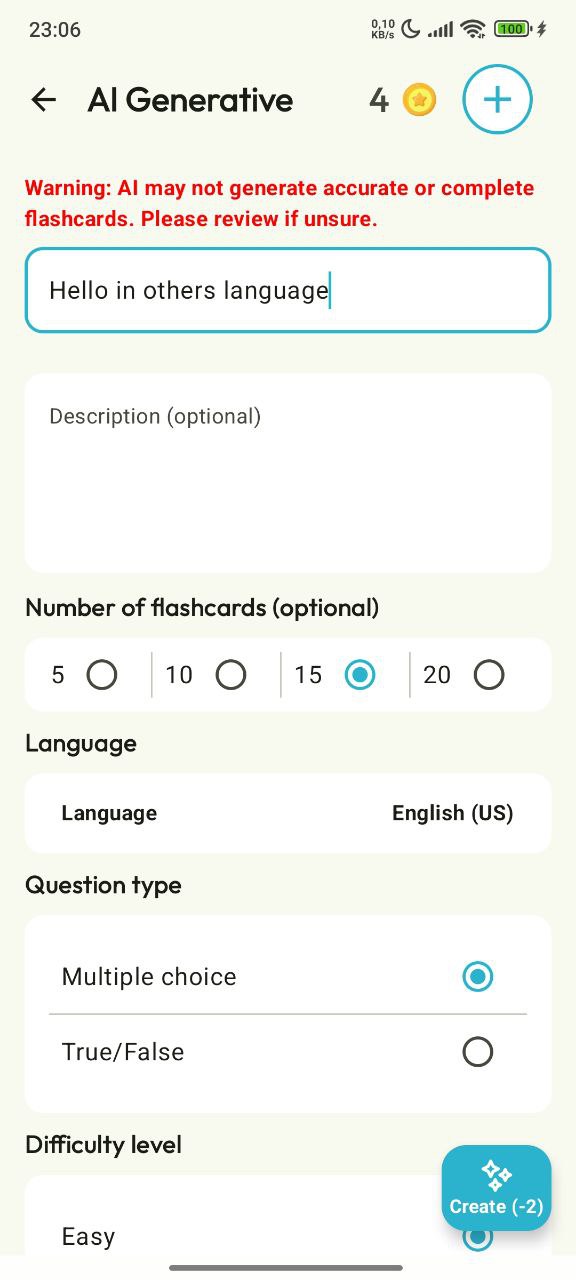 23:06
0,10
KB/s
100
AI Generative
4
Warning: AI may not generate accurate or complete
flashcards. Please review if unsure.
Hello in others language
Description (optional)
Number of flashcards (optional)
5 10 15 20
Language
Language English (US)
Question type
Multiple choice
True/False
Difficulty level
Create (-2)
Easy